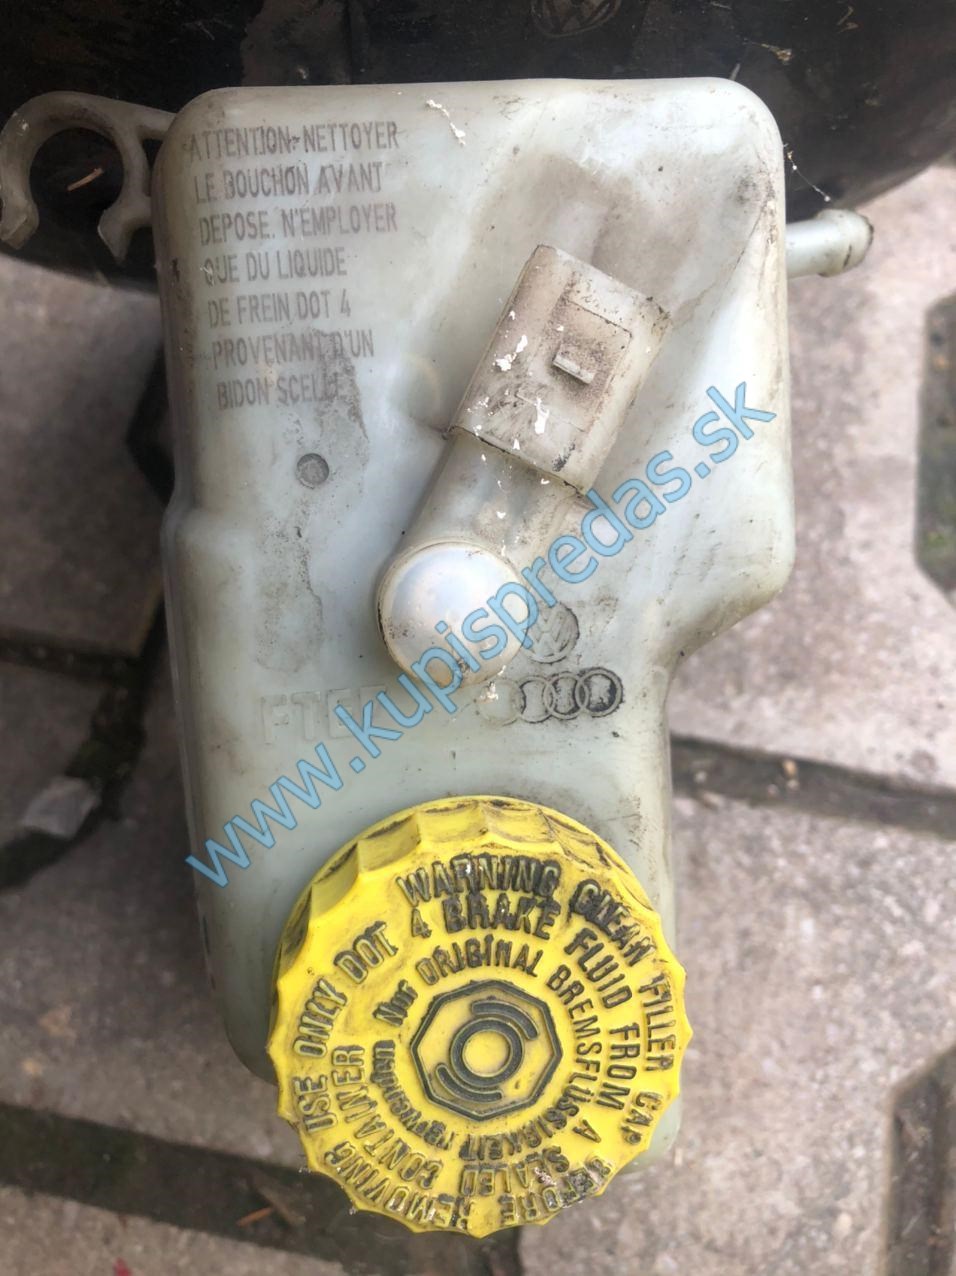 ATTENTION-NETTOYER
LE BOUCHON AVANT
DEPOSE. N'EMPLOYER
QUE DU LIQUIDE
DE FREIN DOT 4
PROVENANT D'UN
BIDON SCELLE
FTE
www.kupispredas.sk
WARNING CLEAN FILLER CAP BEFORE REMOVING
USE ONLY DOT 4 BRAKE FLUID FROM A SEALED CONTAINER
Nur ORIGINAL BREMSFLÜSSIGKEIT verwenden